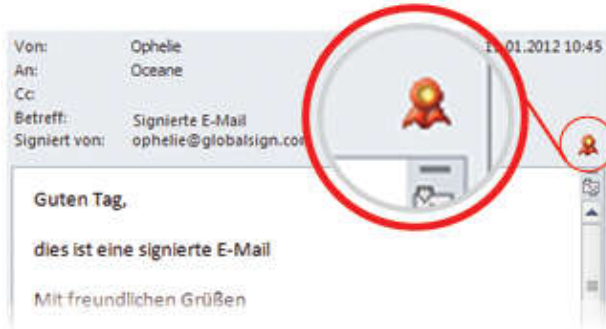 Von: Ophelie
An: Oceane
Cc:
Betreff: Signierte E-Mail
Signiert von: ophelie@globalsign.com
.01.2012 10:45
Guten Tag,
dies ist eine signierte E-Mail
Mit freundlichen Grüßen